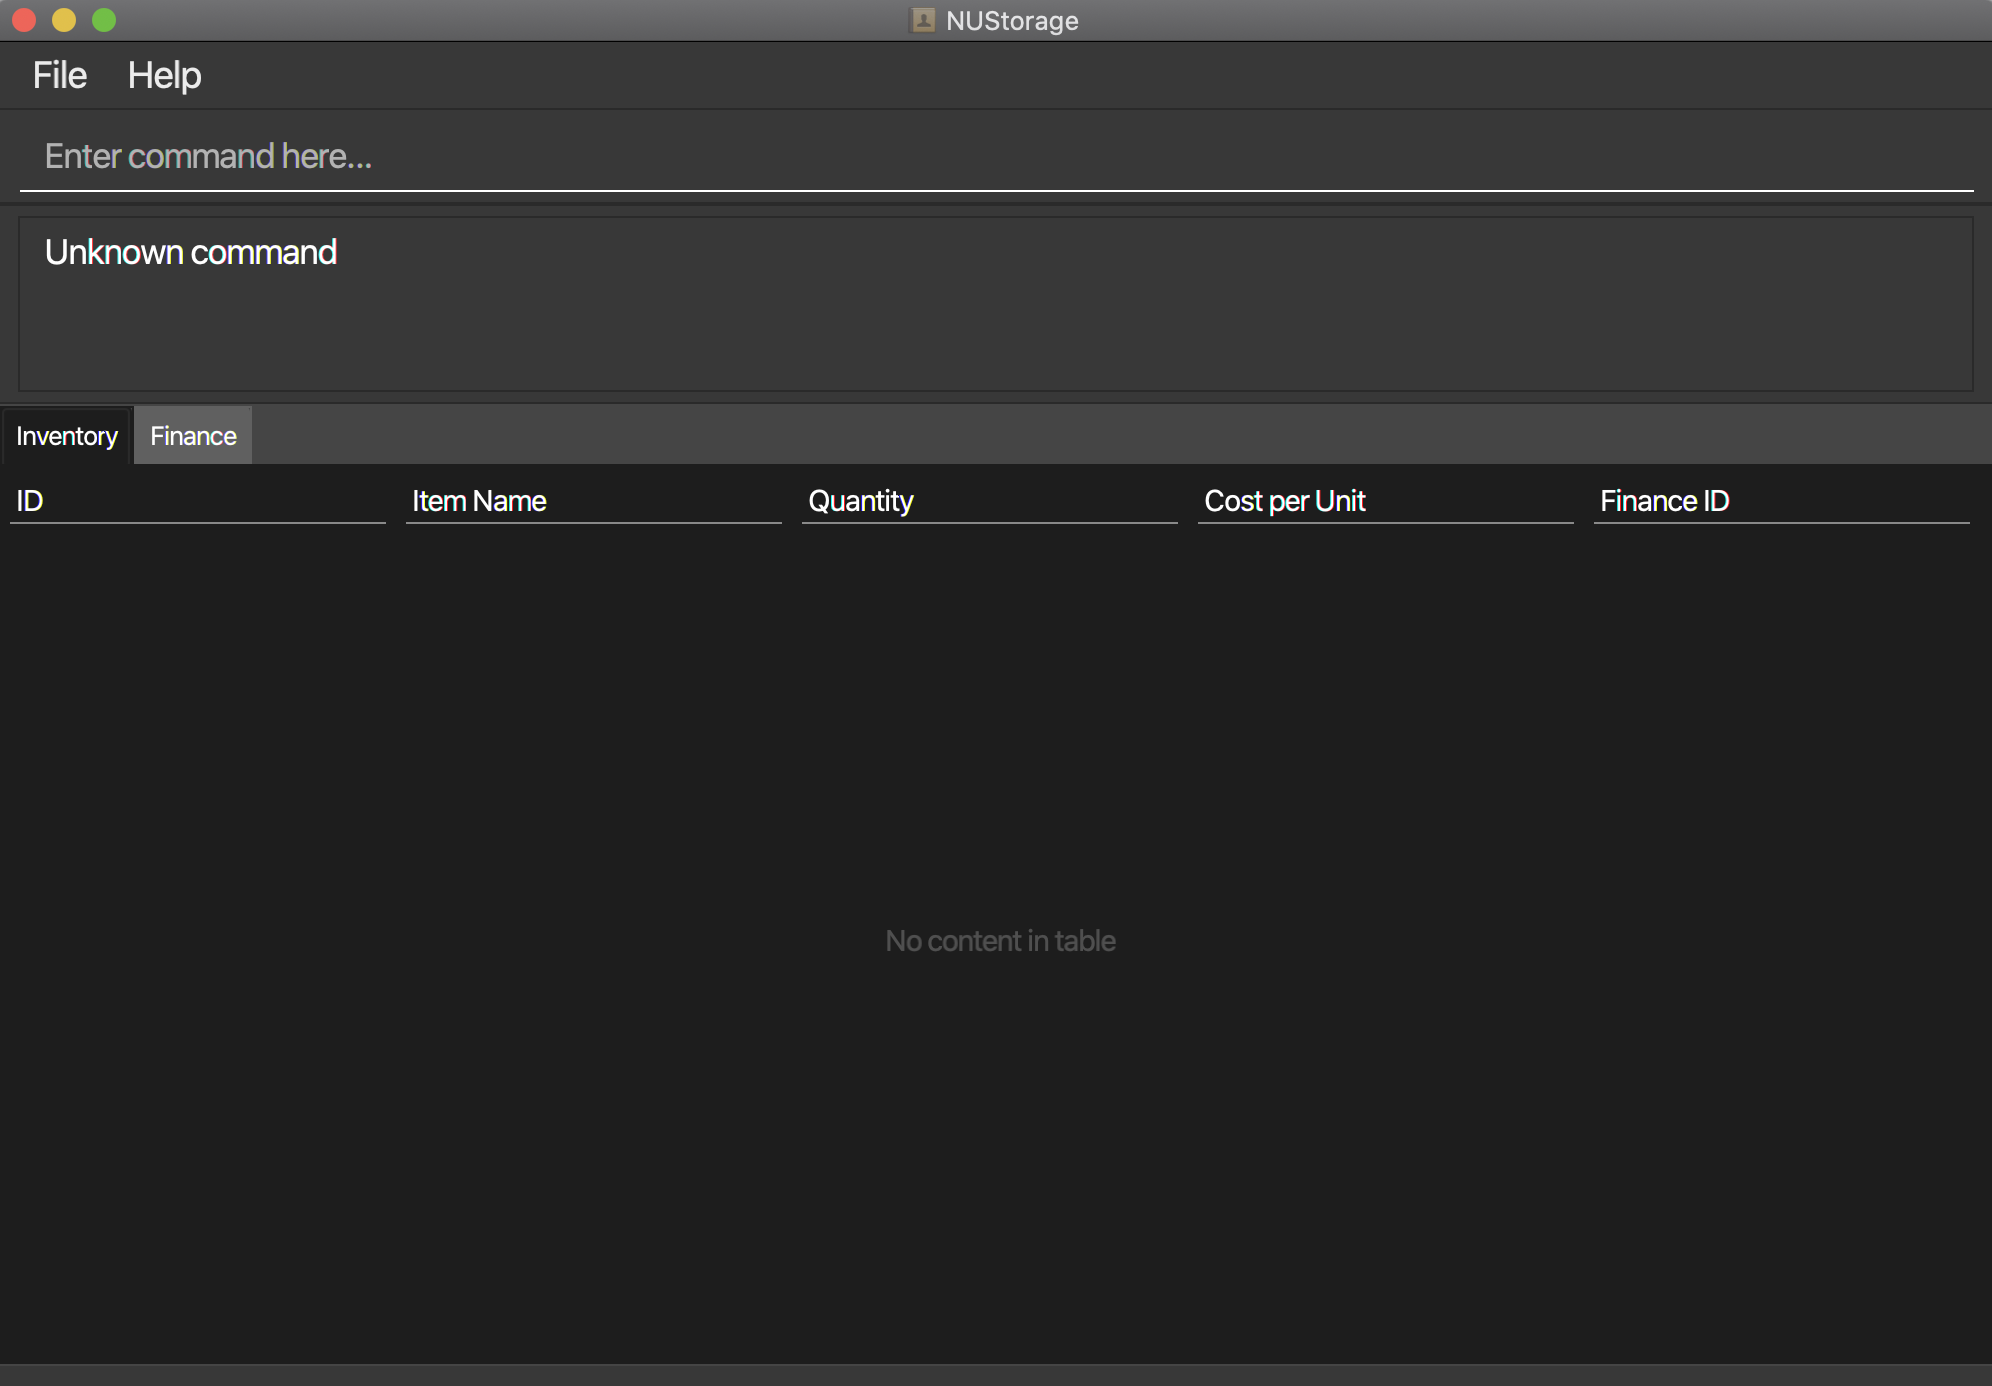 NUStorage
File Help
Enter command here...
Unknown command
Inventory Finance
ID Item Name Quantity Cost per Unit Finance ID
No content in table